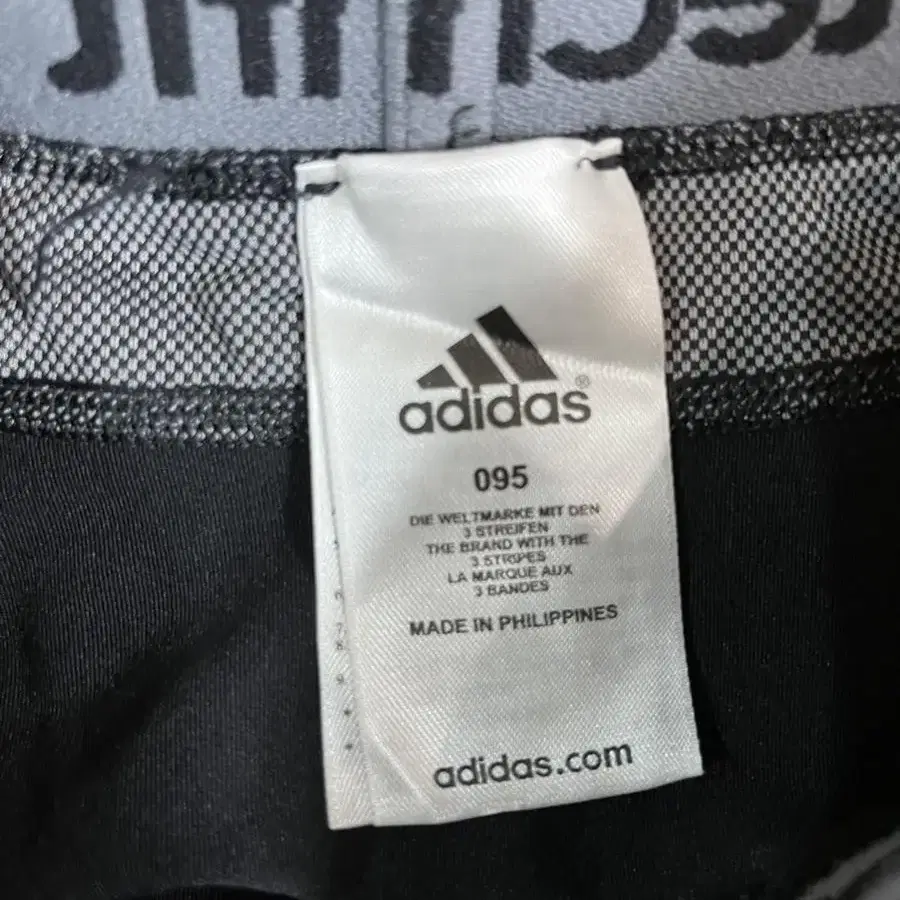 adidas®
095
DIE WELTMARKE MIT DEN
3 STREIFEN
THE BRAND WITH THE
3 STRIPES
LA MARQUE AUX
3 BANDES
MADE IN PHILIPPINES
adidas.com